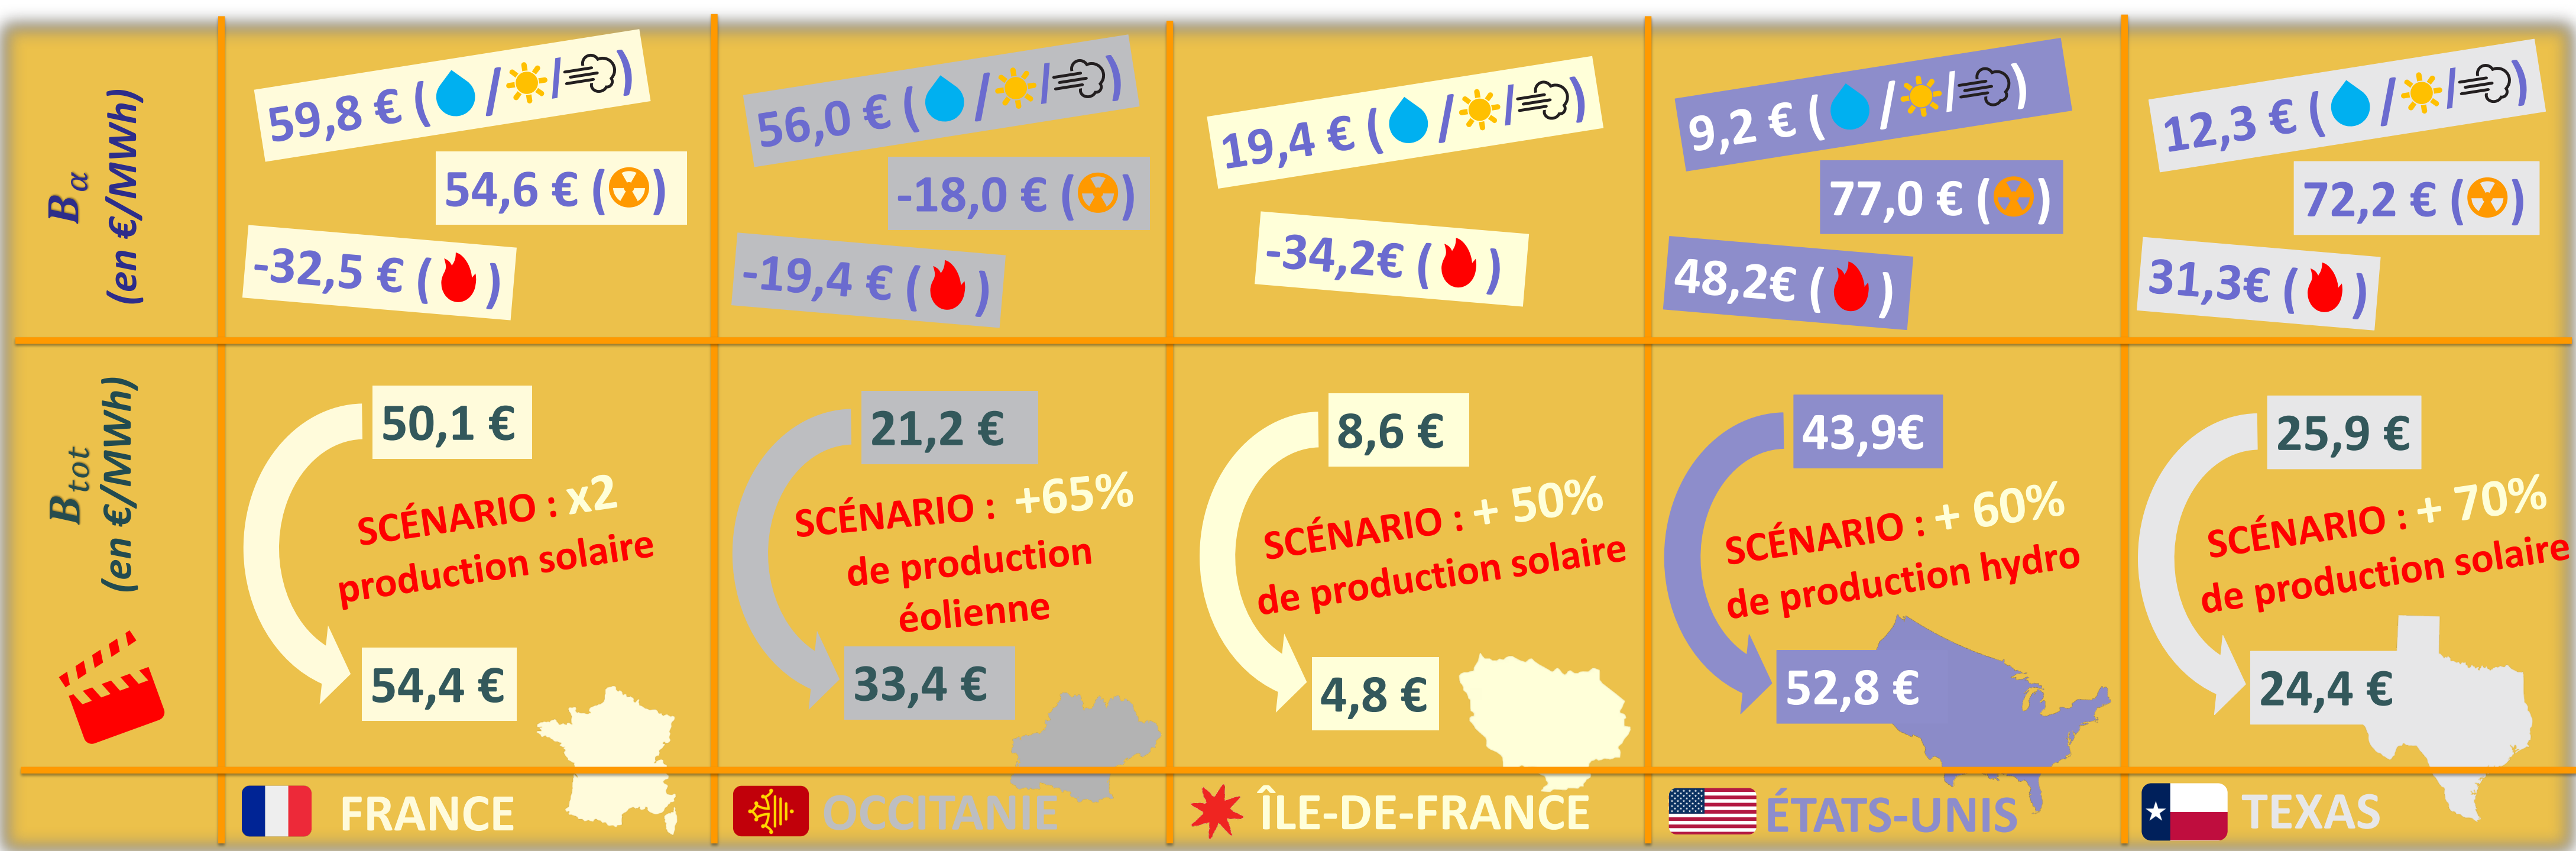 B_α
(en €/MWh)
59,8 € ( / / )
54,6 € ( )
-32,5 € ( )
56,0 € ( / / )
-18,0 € ( )
-19,4 € ( )
19,4 € ( / / )
-34,2€ ( )
9,2 € ( / / )
77,0 € ( )
48,2€ ( )
12,3 € ( / / )
72,2 € ( )
31,3€ ( )
B_tot
(en €/MWh)
50,1 €
SCÉNARIO : x2
production solaire
54,4 €
21,2 €
SCÉNARIO : +65%
de production
éolienne
33,4 €
8,6 €
SCÉNARIO : + 50%
de production solaire
4,8 €
43,9€
SCÉNARIO : + 60%
de production hydro
52,8 €
25,9 €
SCÉNARIO : + 70%
de production solaire
24,4 €
FRANCE
OCCITANIE
ÎLE-DE-FRANCE
ÉTATS-UNIS
TEXAS